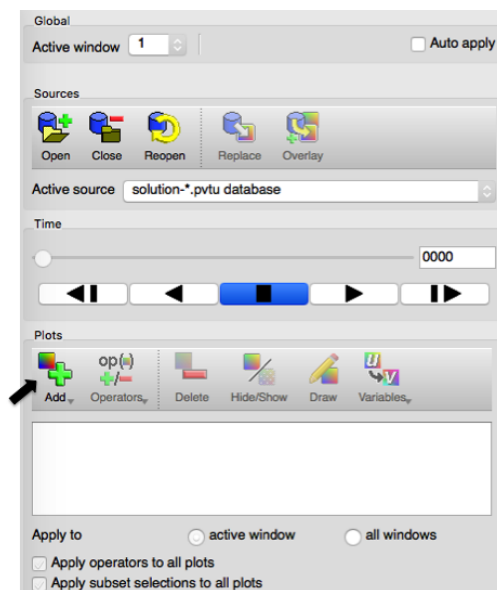 Global
Active window 1 Auto apply
Sources
Open Close Reopen Replace Overlay
Active source solution-*.pvtu database
Time
0000
Plots
op(=) +/-
Add Operators Delete Hide/Show Draw Variables
Apply to active window all windows
Apply operators to all plots
Apply subset selections to all plots